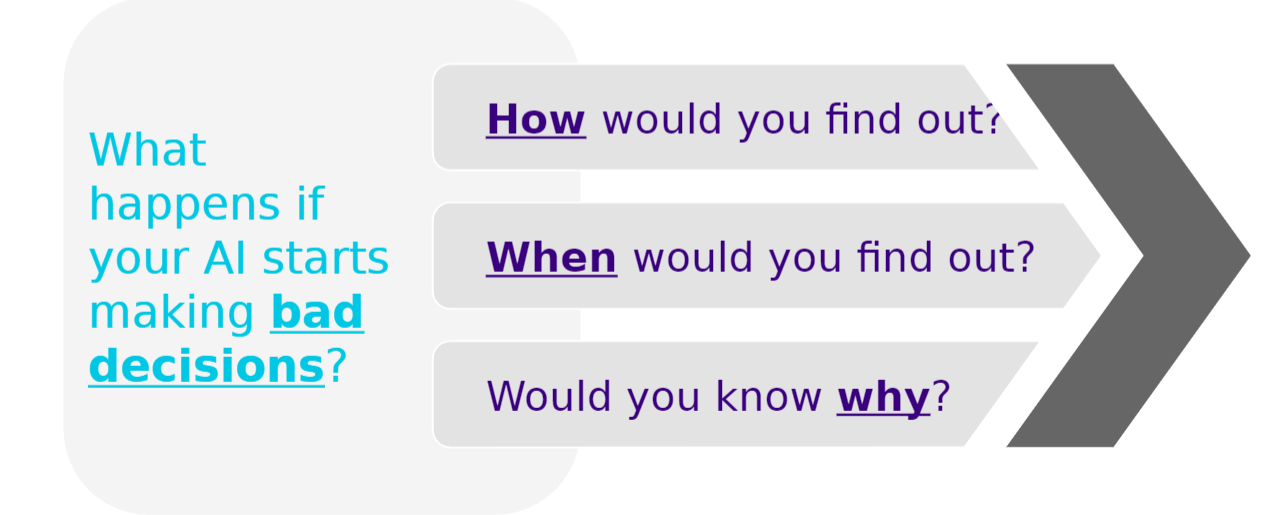 What
happens if
your AI starts
making bad
decisions?
How would you find out?
When would you find out?
Would you know why?